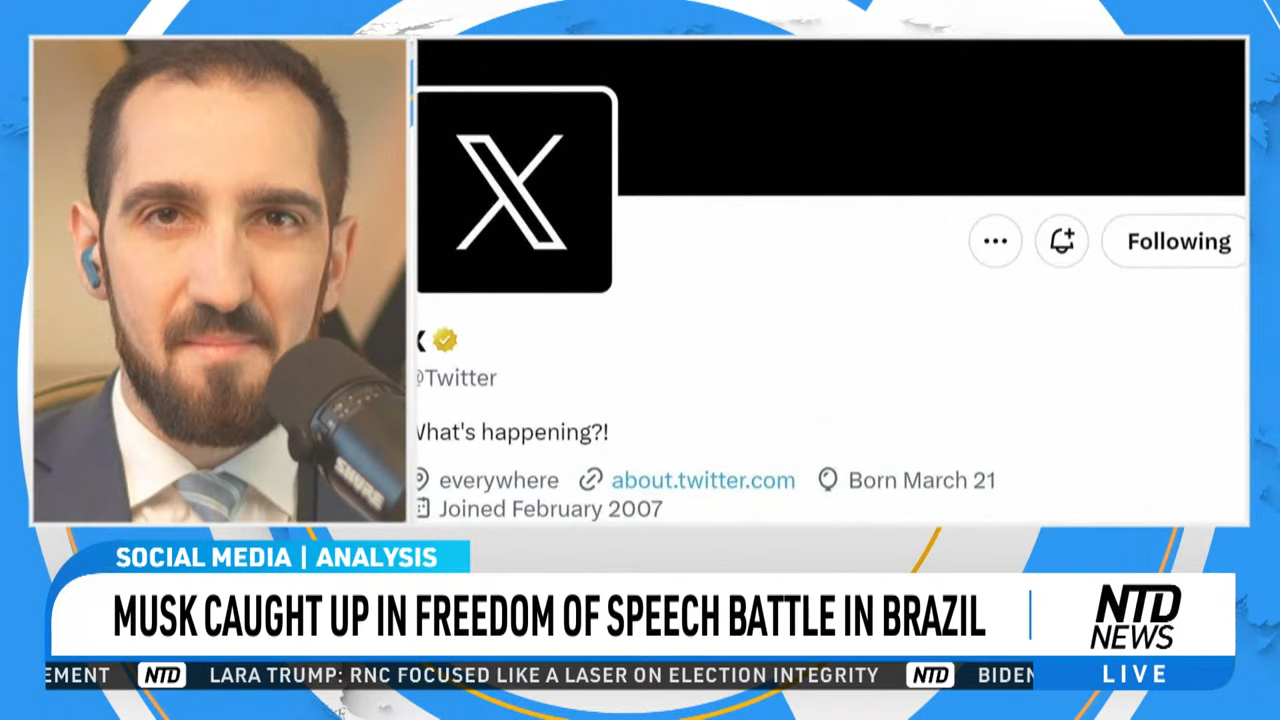 X
Following
@Twitter
What's happening?!
everywhere about.twitter.com Born March 21
Joined February 2007
SHURE
SOCIAL MEDIA | ANALYSIS
MUSK CAUGHT UP IN FREEDOM OF SPEECH BATTLE IN BRAZIL
NTD
NEWS
EMENT NTD LARA TRUMP: RNC FOCUSED LIKE A LASER ON ELECTION INTEGRITY NTD BIDEN
LIVE